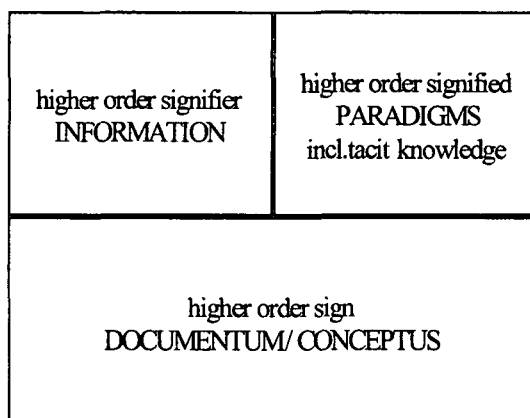 higher order signifier
INFORMATION
higher order signified
PARADIGMS
incl.tacit knowledge
higher order sign
DOCUMENTUM/ CONCEPTUS